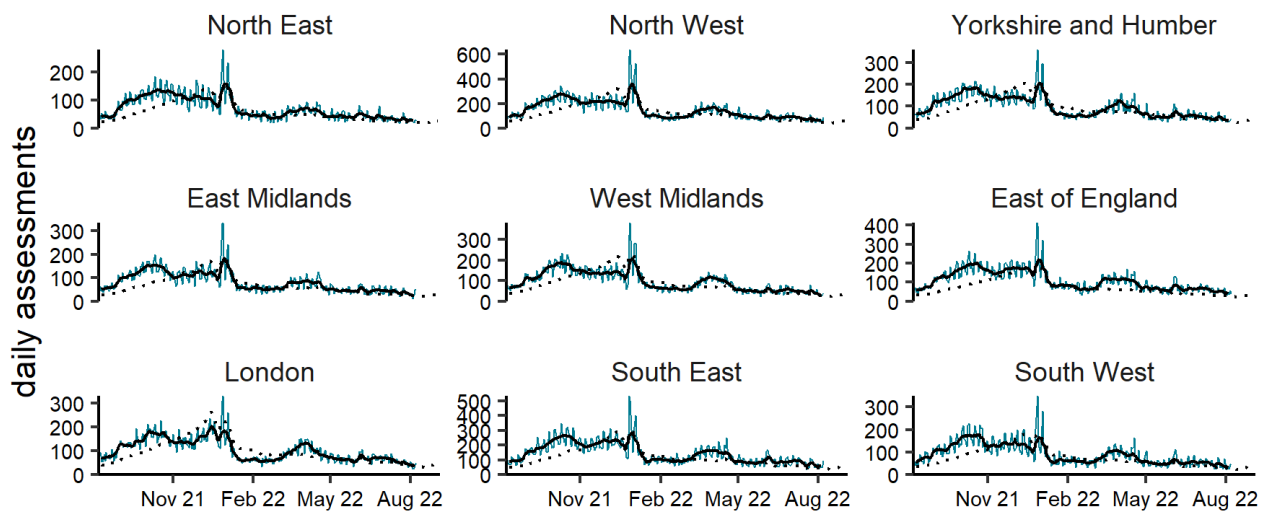 North East
North West
Yorkshire and Humber
200
100
0
600
400
200
0
300
200
100
0
daily assessments
East Midlands
West Midlands
East of England
300
200
100
0
300
200
100
0
400
300
200
100
0
London
South East
South West
300
200
100
0
500
400
300
200
100
0
300
200
100
0
Nov 21 Feb 22 May 22 Aug 22
Nov 21 Feb 22 May 22 Aug 22
Nov 21 Feb 22 May 22 Aug 22